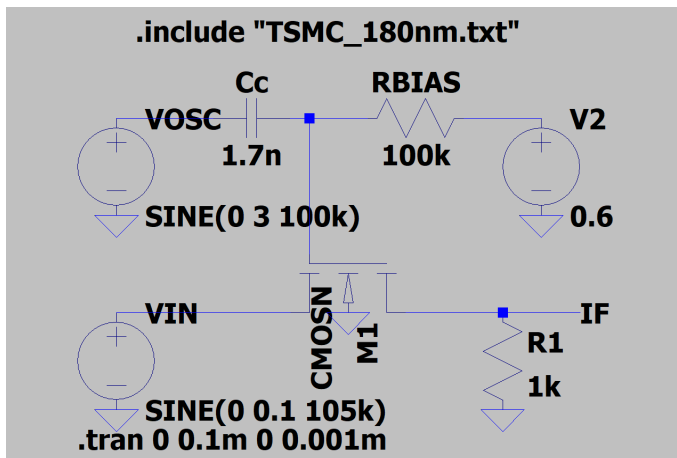 .include "TSMC_180nm.txt"
Cc
RBIAS
VOSC
V2
1.7n
100k
SINE(0 3 100k)
0.6
VIN
CMOSN
M1
IF
R1
1k
SINE(0 0.1 105k)
.tran 0 0.1m 0 0.001m